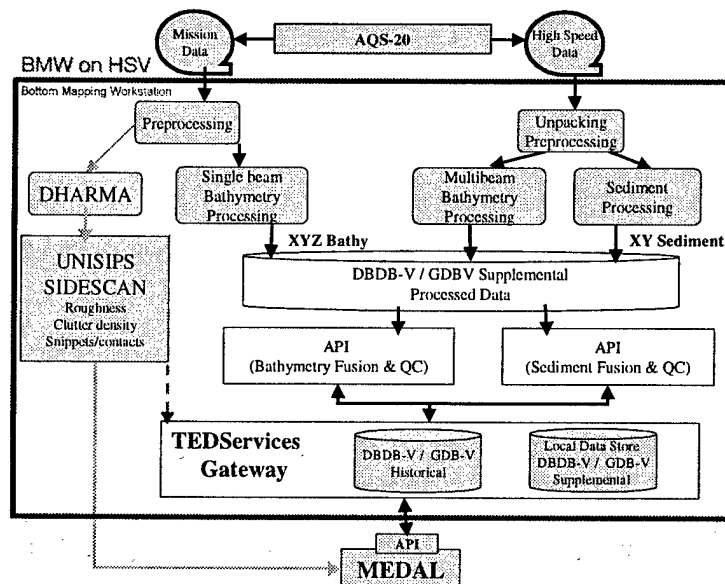 Mission
Data
AQS-20
High Speed
Data
BMW on HSV
Bottom Mapping Workstation
Preprocessing
Unpacking
Preprocessing
DHARMA
Single beam
Bathymetry
Processing
Multibeam
Bathymetry
Processing
Sediment
Processing
XYZ Bathy
XY Sediment
UNISIPS
SIDESCAN
Roughness
Clutter density
Snippets/contacts
DBDB-V / GDBV Supplemental
Processed Data
API
(Bathymetry Fusion & QC)
API
(Sediment Fusion & QC)
TEDServices
Gateway
DBDB-V / GDB-V
Historical
Local Data Store
DBDB-V / GDB-V
Supplemental
API
MEDAL